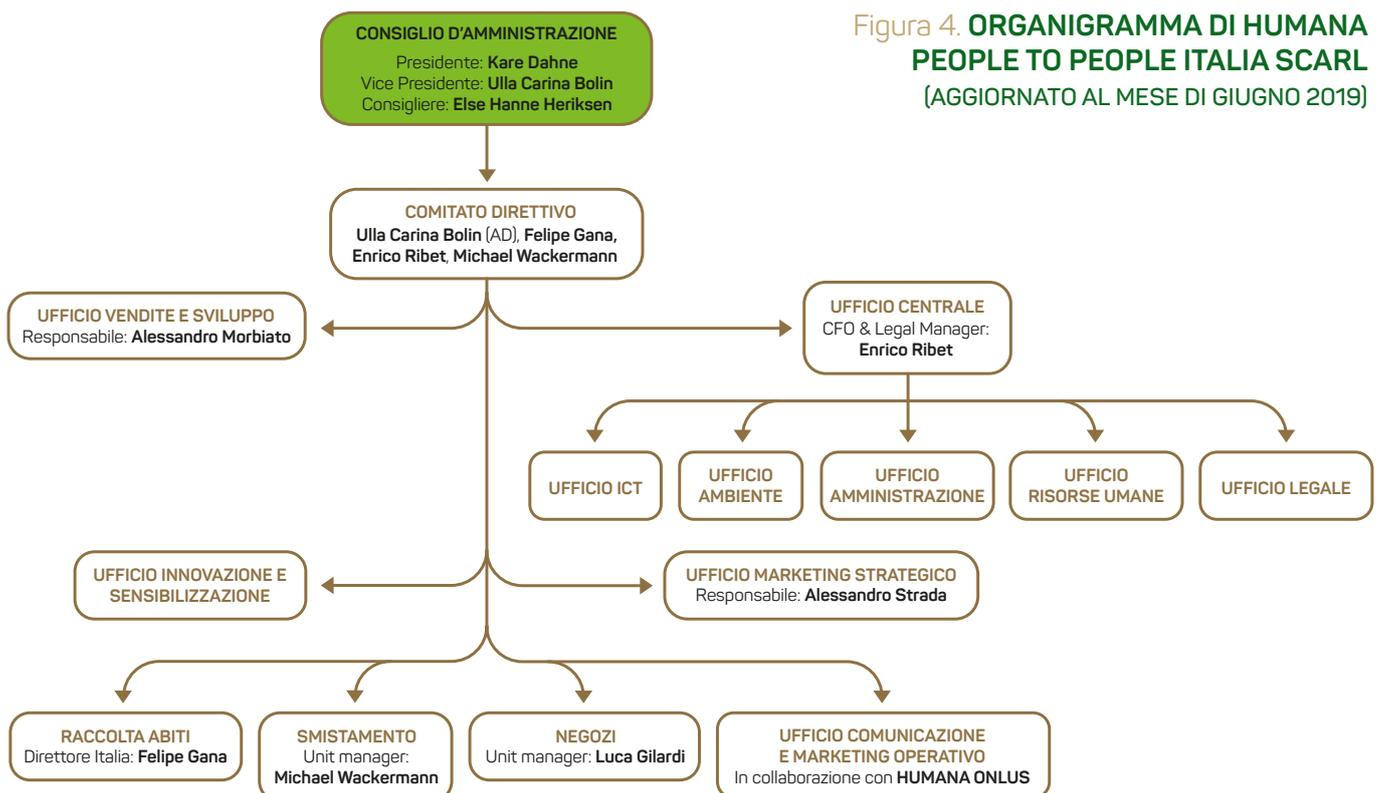 Figura 4. ORGANIGRAMMA DI HUMANA
PEOPLE TO PEOPLE ITALIA SCARL
(AGGIORNATO AL MESE DI GIUGNO 2019)
CONSIGLIO D'AMMINISTRAZIONE
Presidente: Kare Dahne
Vice Presidente: Ulla Carina Bolin
Consigliere: Else Hanne Heriksen
COMITATO DIRETTIVO
Ulla Carina Bolin (AD), Felipe Gana,
Enrico Ribet, Michael Wackermann
UFFICIO VENDITE E SVILUPPO
Responsabile: Alessandro Morbiato
UFFICIO CENTRALE
CFO & Legal Manager:
Enrico Ribet
UFFICIO ICT
UFFICIO
AMBIENTE
UFFICIO
AMMINISTRAZIONE
UFFICIO
RISORSE UMANE
UFFICIO LEGALE
UFFICIO INNOVAZIONE E
SENSIBILIZZAZIONE
UFFICIO MARKETING STRATEGICO
Responsabile: Alessandro Strada
RACCOLTA ABITI
Direttore Italia: Felipe Gana
SMISTAMENTO
Unit manager:
Michael Wackermann
NEGOZI
Unit manager: Luca Gilardi
UFFICIO COMUNICAZIONE
E MARKETING OPERATIVO
In collaborazione con HUMANA ONLUS